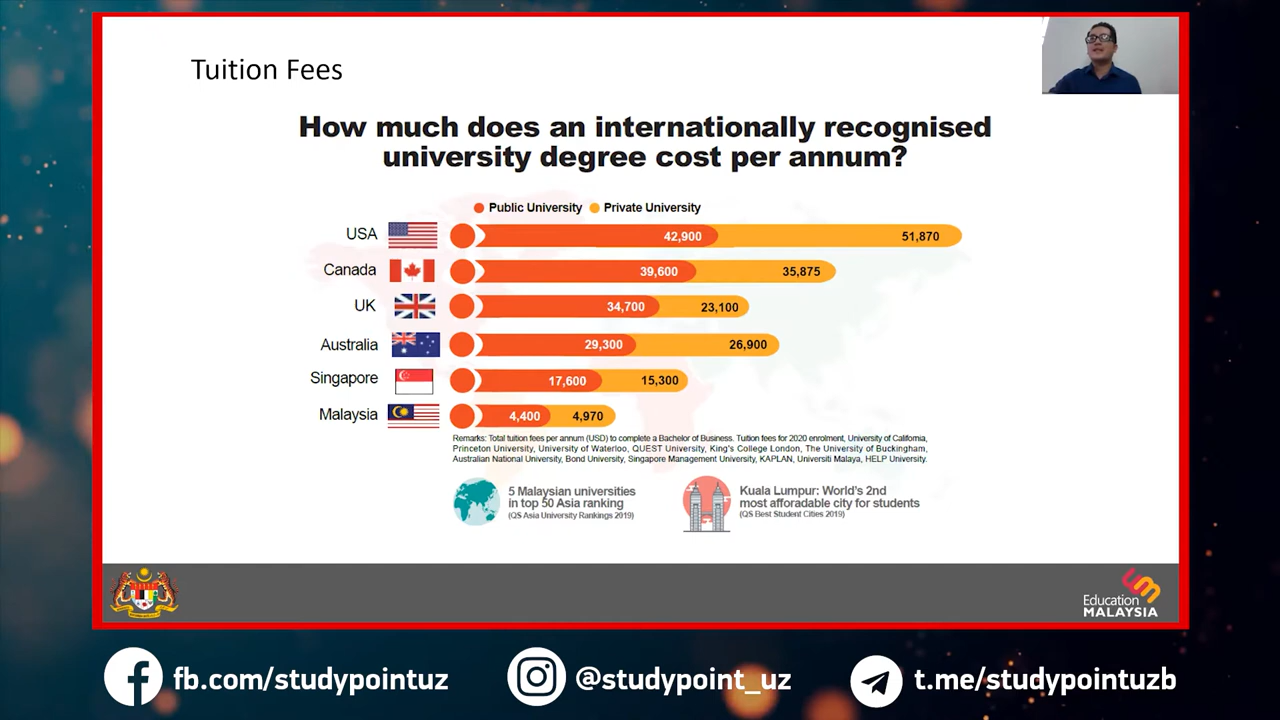 Tuition Fees
How much does an internationally recognised
university degree cost per annum?
Public University Private University
USA 42,900 51,870
Canada 39,600 35,875
UK 34,700 23,100
Australia 29,300 26,900
Singapore 17,600 15,300
Malaysia 4,400 4,970
Remarks: Total tuition fees per annum (USD) to complete a Bachelor of Business. Tuition fees for 2020 enrolment, University of California,
Princeton University, University of Waterloo, QUEST University, King's College London, The University of Buckingham,
Australian National University, Bond University, Singapore Management University, KAPLAN, Universiti Malaya, HELP University.
5 Malaysian universities
in top 50 Asia ranking
(QS Asia University Rankings 2019)
Kuala Lumpur: World's 2nd
most afforadable city for students
(QS Best Student Cities 2019)
Education
MALAYSIA
fb.com/studypointuz
@studypoint_uz
t.me/studypointuzb